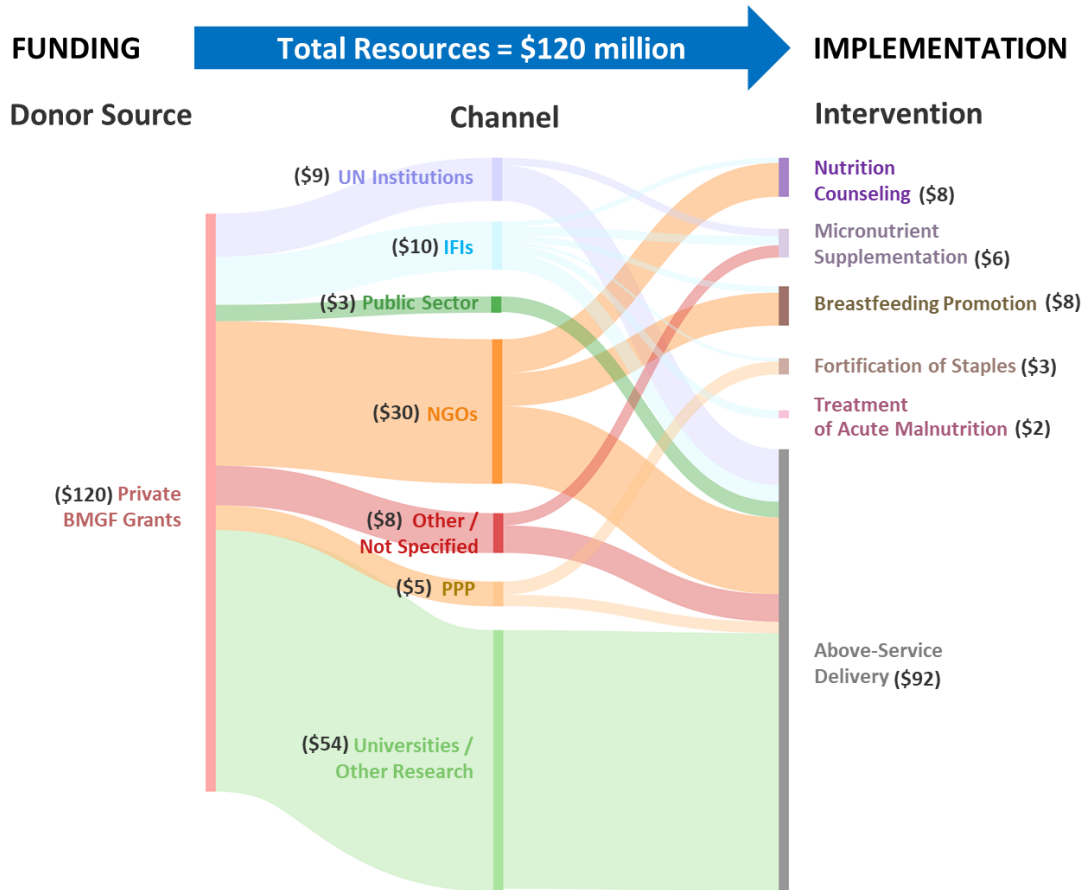 FUNDING
Total Resources = $120 million
IMPLEMENTATION
Donor Source
Channel
Intervention
($9) UN Institutions
($10) IFIs
($3) Public Sector
($30) NGOs
($120) Private
BMGF Grants
($8) Other /
Not Specified
($5) PPP
($54) Universities /
Other Research
Nutrition
Counseling ($8)
Micronutrient
Supplementation ($6)
Breastfeeding Promotion ($8)
Fortification of Staples ($3)
Treatment
of Acute Malnutrition ($2)
Above-Service
Delivery ($92)